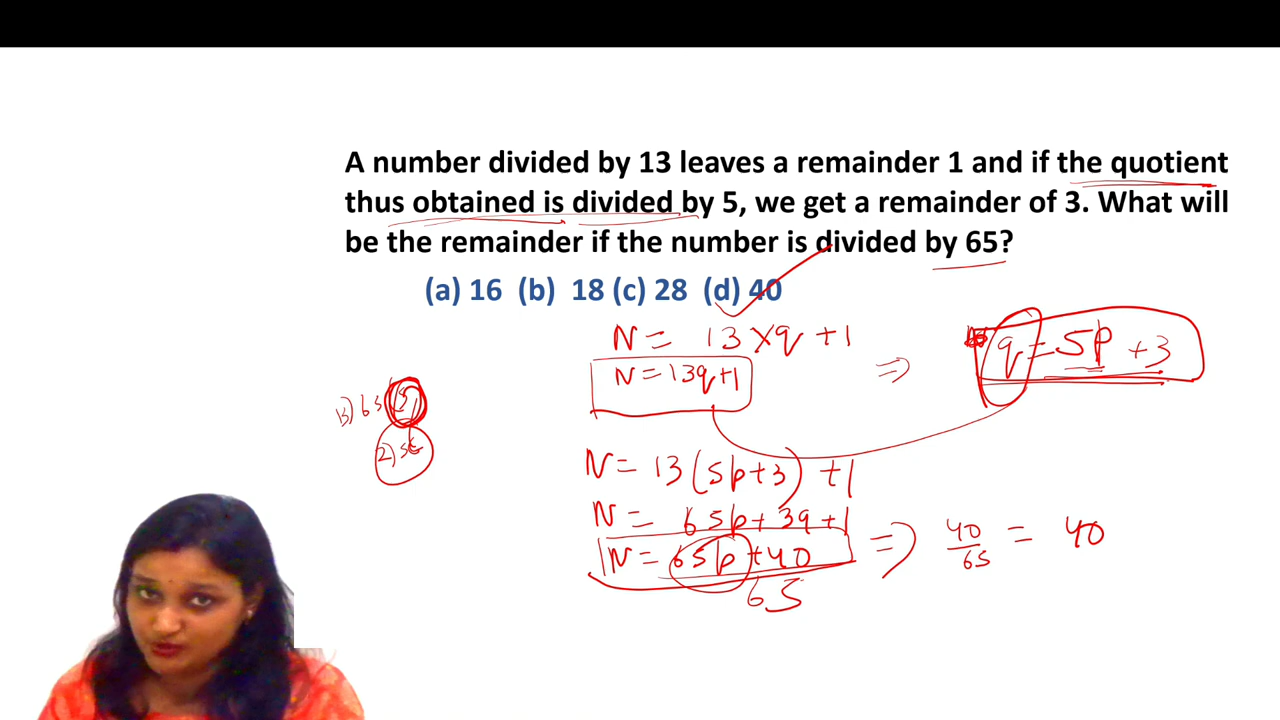 A number divided by 13 leaves a remainder 1 and if the quotient
thus obtained is divided by 5, we get a remainder of 3. What will
be the remainder if the number is divided by 65?
(a) 16 (b) 18 (c) 28 (d) 40
N = 13 x q + 1
N = 13q+1 ⇒ q = 5p + 3
N = 13(5p+3) + 1
N = 65p + 39 + 1
N = 65p + 40 ⇒ 40/65 = 40
65